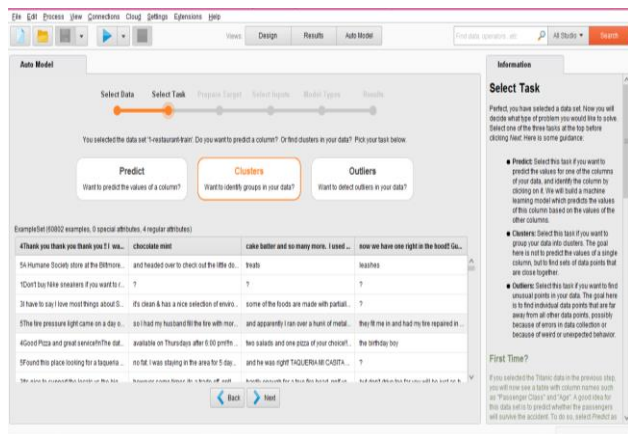 File Edit Process View Connections Cloud Settings Extensions Help
Views: Design Results Auto Model
Find data, operators...etc All Studio ▼ Search
Auto Model
Select Data Select Task Prepare Target Select Inputs Model Types Results
You selected the data set '1-restaurant-train'. Do you want to predict a column? Or find clusters in your data? Pick your task below.
Predict
Want to predict the values of a column?
Clusters
Want to identify groups in your data?
Outliers
Want to detect outliers in your data?
ExampleSet (60802 examples, 0 special attributes, 4 regular attributes)
4Thank you thank you thank you !! I wa... chocolate mint cake batter and so many more. I used ... now we have one right in the hood!! Gu...
5A Humane Society store at the Biltmore... and headed over to check out the little do... treats leashes
1Don't buy Nike sneakers if you want to r... ? ? ?
3I have to say I love most things about S... it's clean & has a nice selection of enviro... some of the foods are made with partiall... ?
5The tire pressure light came on a day o... so I had my husband fill the tire with mor... and apparently I ran over a hunk of metal... they fit me in and had my tire repaired in ...
4Good Pizza and great service!\n\nThe dat... available on Thursdays after 6:00 pm!\n... two salads and one pizza of your choice!!... the birthday boy
5Found this place looking for a taqueria ... no fat. I was staying in the area for 5 day... and he was right! TAQUERIA MI CASITA ... ?
Back Next
Information
Select Task
Perfect, you have selected a data set. Now you will
decide what type of problem you would like to solve.
Select one of the three tasks at the top before
clicking Next. Here is some guidance:
● Predict: Select this task if you want to
predict the values for one of the columns
of your data, and identify the column by
clicking on it. We will build a machine
learning model which predicts the values
of this column based on the values of the
other columns.
● Clusters: Select this task if you want to
group your data into clusters. The goal
here is not to predict the values of a single
column, but to find sets of data points that
are close together.
● Outliers: Select this task if you want to find
unusual points in your data. The goal here
is to find individual data points that are far
away from all other data points, possibly
because of errors in data collection or
because of weird or unexpected behavior.
First Time?
If you selected the Titanic data in the previous step,
you will now see a table with column names such
as "Passenger Class" and "Age". A good idea for
this data set is to predict whether the passengers
will survive the accident. To do so, select Predict as